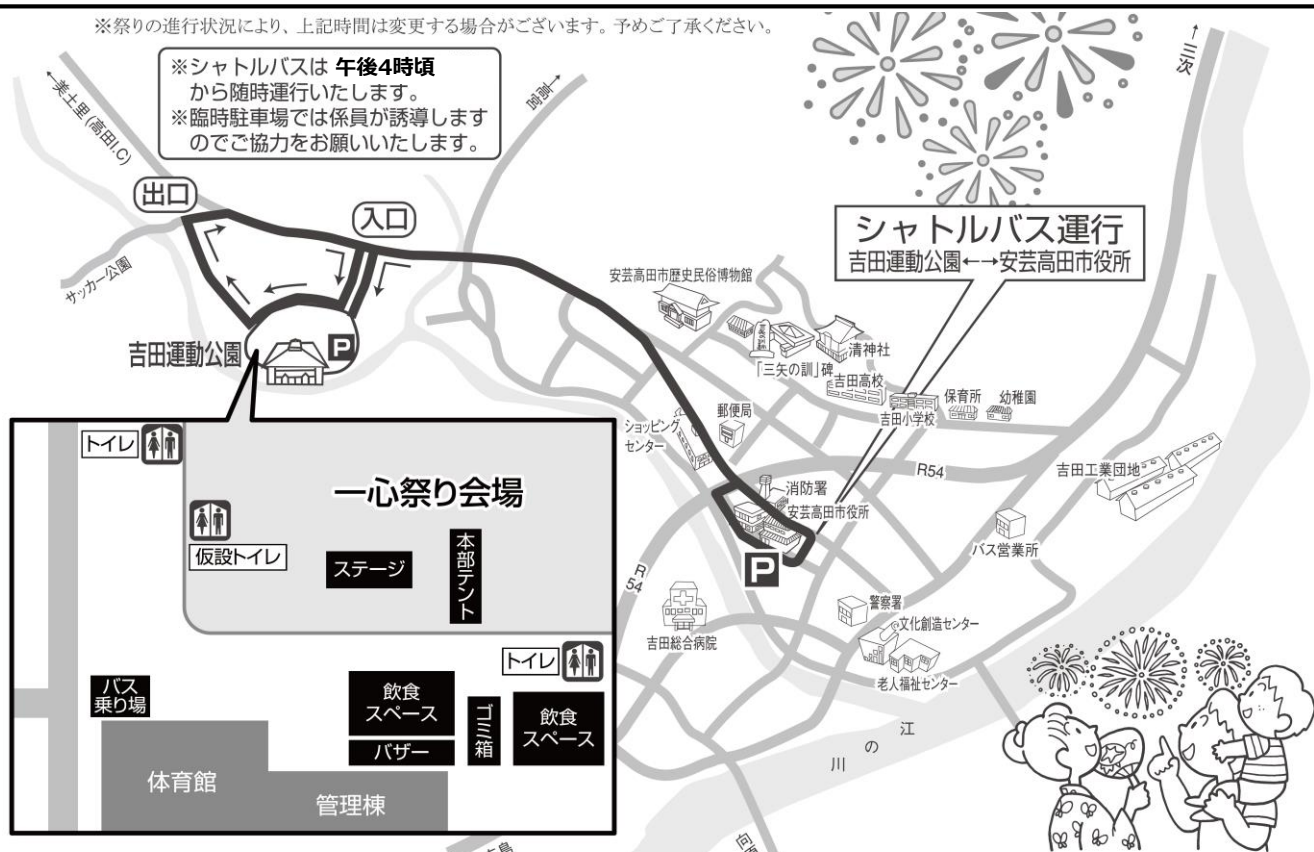 ※祭りの進行状況により、上記時間は変更する場合がございます。予めご了承ください。
※シャトルバスは 午後4時頃
から随時運行いたします。
※臨時駐車場では係員が誘導します
のでご協力をお願いいたします。
←美土里(高田I.C)
高宮→
↑三次
出口
入口
サッカー公園
吉田運動公園
P
シャトルバス運行
吉田運動公園←→安芸高田市役所
安芸高田市歴史民俗博物館
「三矢の訓」碑
清神社
吉田高校
吉田小学校
保育所
幼稚園
郵便局
ショッピング
センター
R54
吉田工業団地
消防署
安芸高田市役所
バス営業所
P
R
54
吉田総合病院
警察署
文化創造センター
老人福祉センター
江
の
川
トイレ
一心祭り会場
仮設トイレ
ステージ
本部テント
トイレ
バス
乗り場
飲食
スペース
バザー
ゴミ箱
飲食
スペース
体育館
管理棟